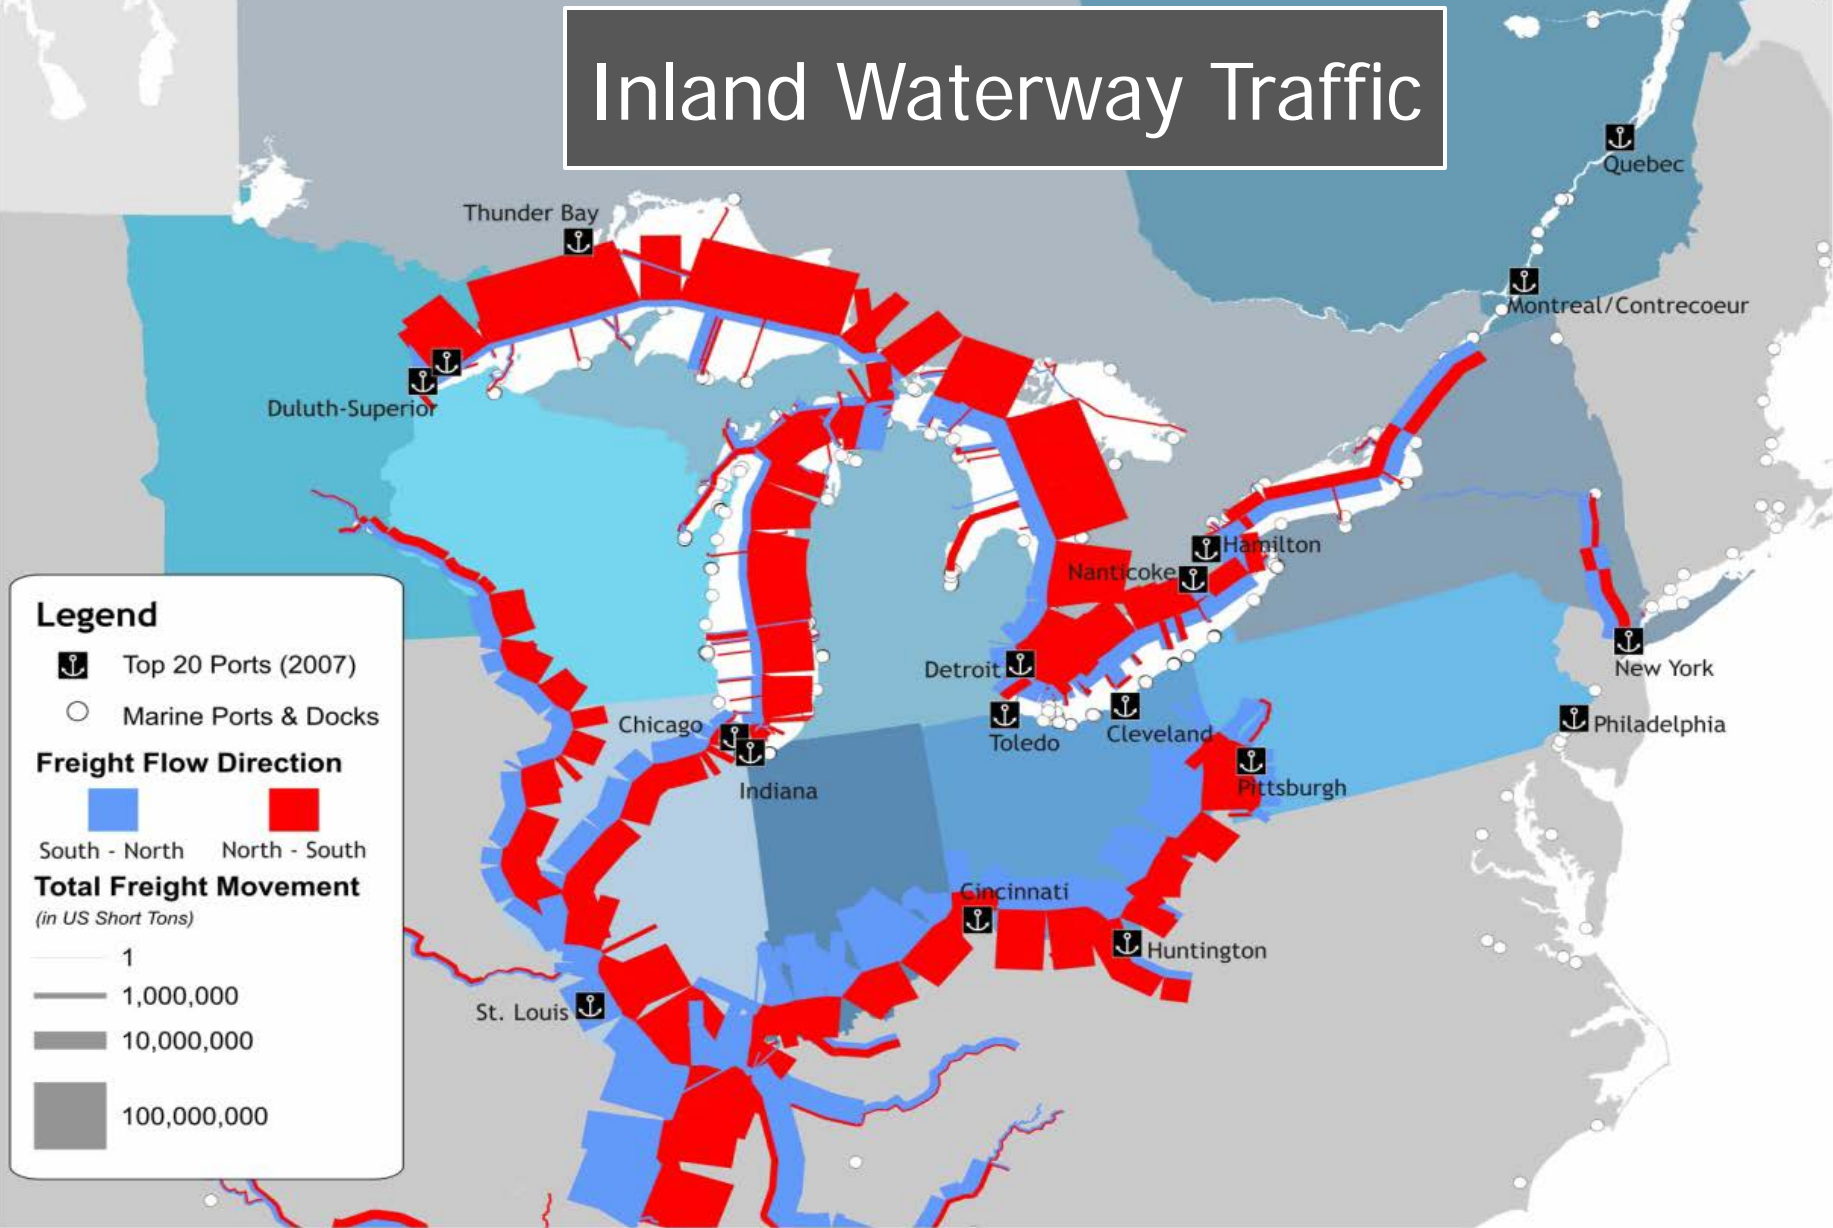 Inland Waterway Traffic
Quebec
Thunder Bay
Montreal/Contrecoeur
Duluth-Superior
Hamilton
Nanticoke
Detroit
New York
Chicago
Toledo
Cleveland
Philadelphia
Indiana
Pittsburgh
Cincinnati
Huntington
St. Louis
Legend
Top 20 Ports (2007)
Marine Ports & Docks
Freight Flow Direction
South - North North - South
Total Freight Movement
(in US Short Tons)
1
1,000,000
10,000,000
100,000,000